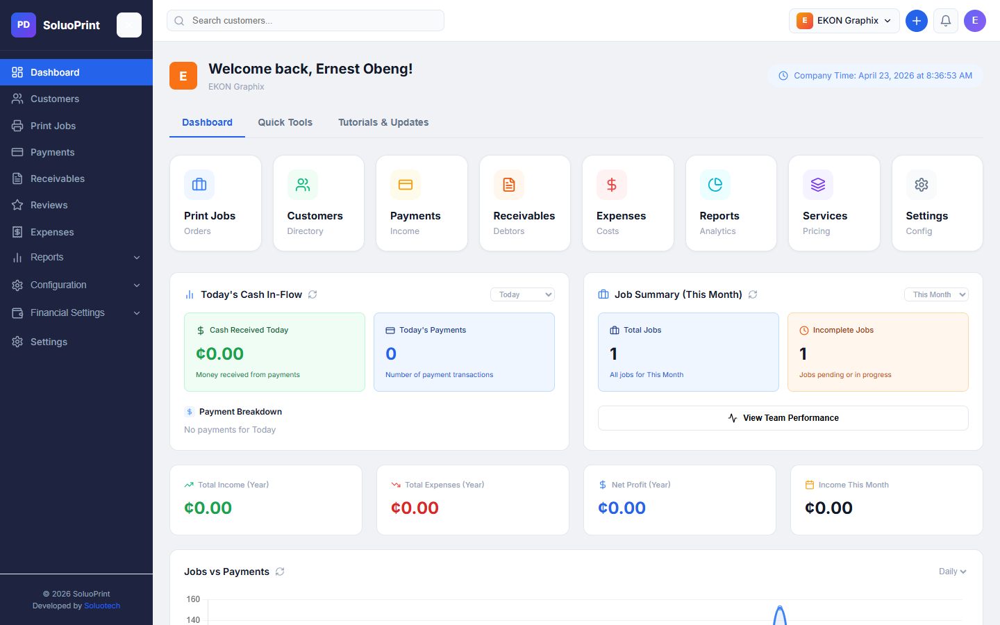 PD SoluoPrint
Search customers...
E EKON Graphix
E
Dashboard
Customers
Print Jobs
Payments
Receivables
Reviews
Expenses
Reports
Configuration
Financial Settings
Settings
© 2026 SoluoPrint
Developed by Soluotech
E
Welcome back, Ernest Obeng!
EKON Graphix
Company Time: April 23, 2026 at 8:36:53 AM
Dashboard Quick Tools Tutorials & Updates
Print Jobs
Orders
Customers
Directory
Payments
Income
Receivables
Debtors
Expenses
Costs
Reports
Analytics
Services
Pricing
Settings
Config
Today's Cash In-Flow
Today
Cash Received Today
₵0.00
Money received from payments
Today's Payments
0
Number of payment transactions
Payment Breakdown
No payments for Today
Job Summary (This Month)
This Month
Total Jobs
1
All jobs for This Month
Incomplete Jobs
1
Jobs pending or in progress
View Team Performance
Total Income (Year)
₵0.00
Total Expenses (Year)
₵0.00
Net Profit (Year)
₵0.00
Income This Month
₵0.00
Jobs vs Payments
Daily
160
140